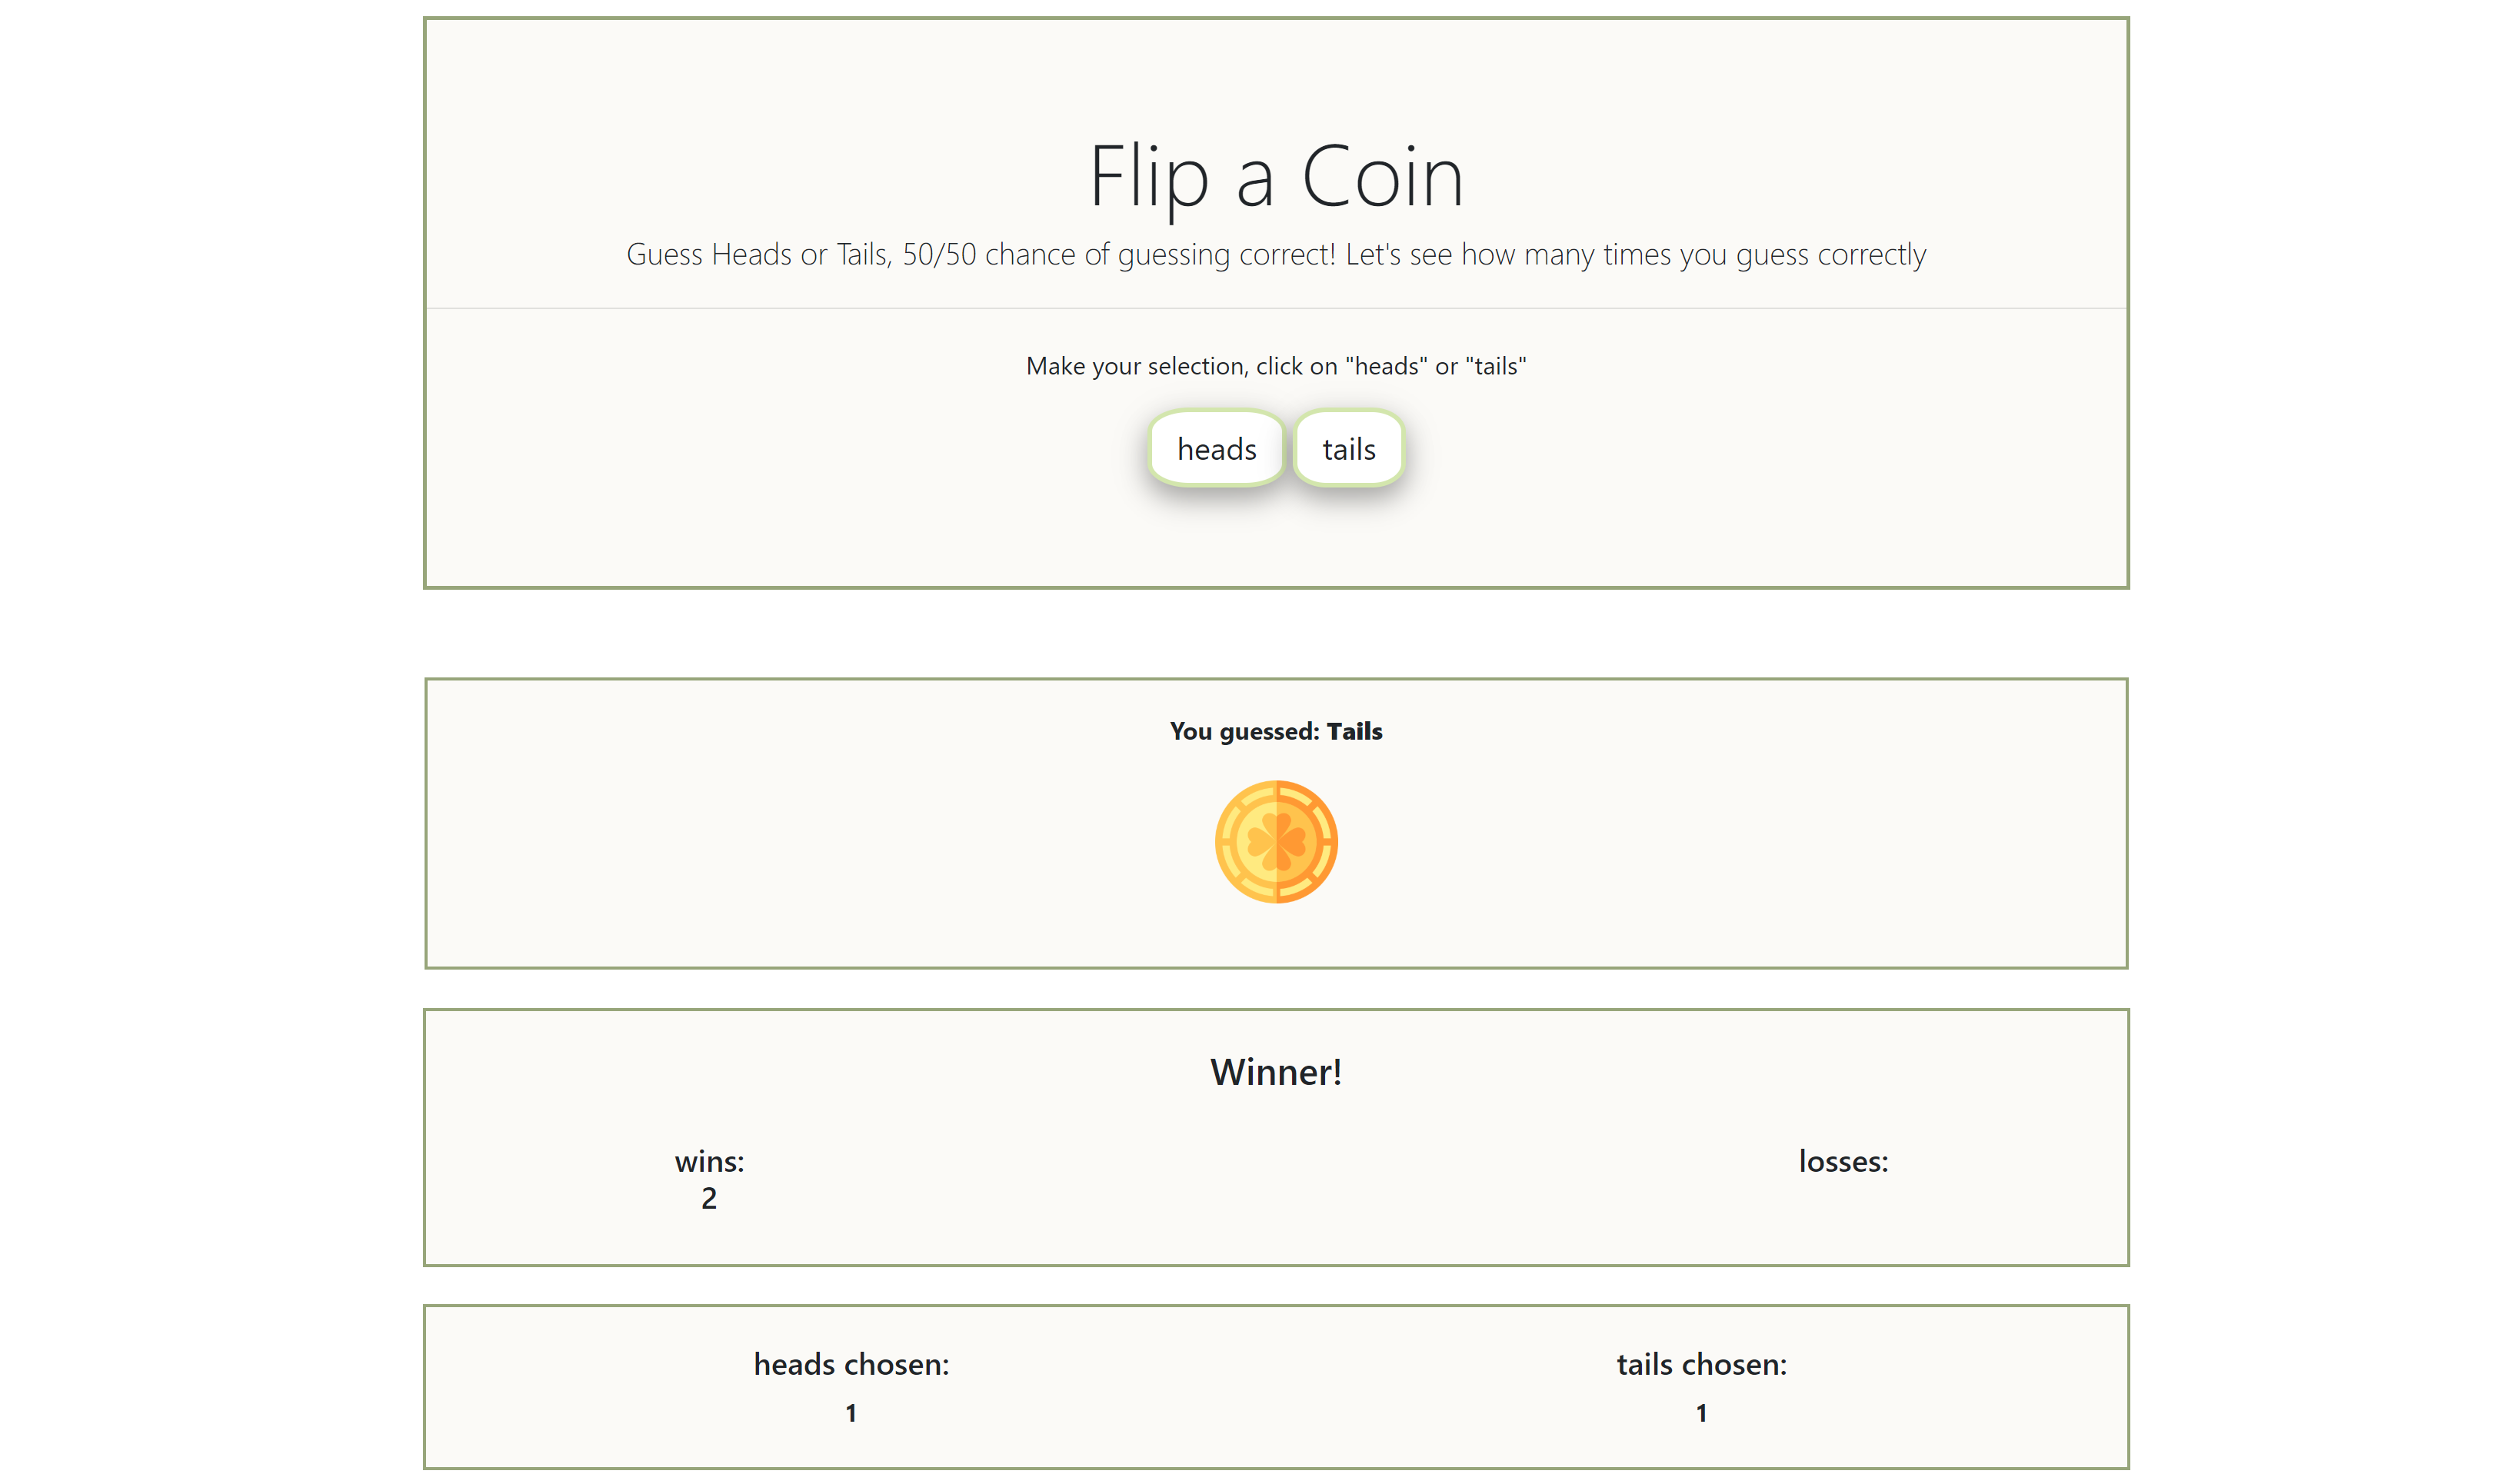 Flip a Coin
Guess Heads or Tails, 50/50 chance of guessing correct! Let's see how many times you guess correctly
Make your selection, click on "heads" or "tails"
heads
tails
You guessed: Tails
Winner!
wins:
2
losses:
heads chosen:
1
tails chosen:
1